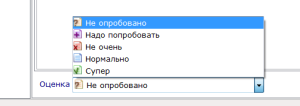 Не опробовано
Надо попробовать
Не очень
Нормально
Супер
Оценка Не опробовано